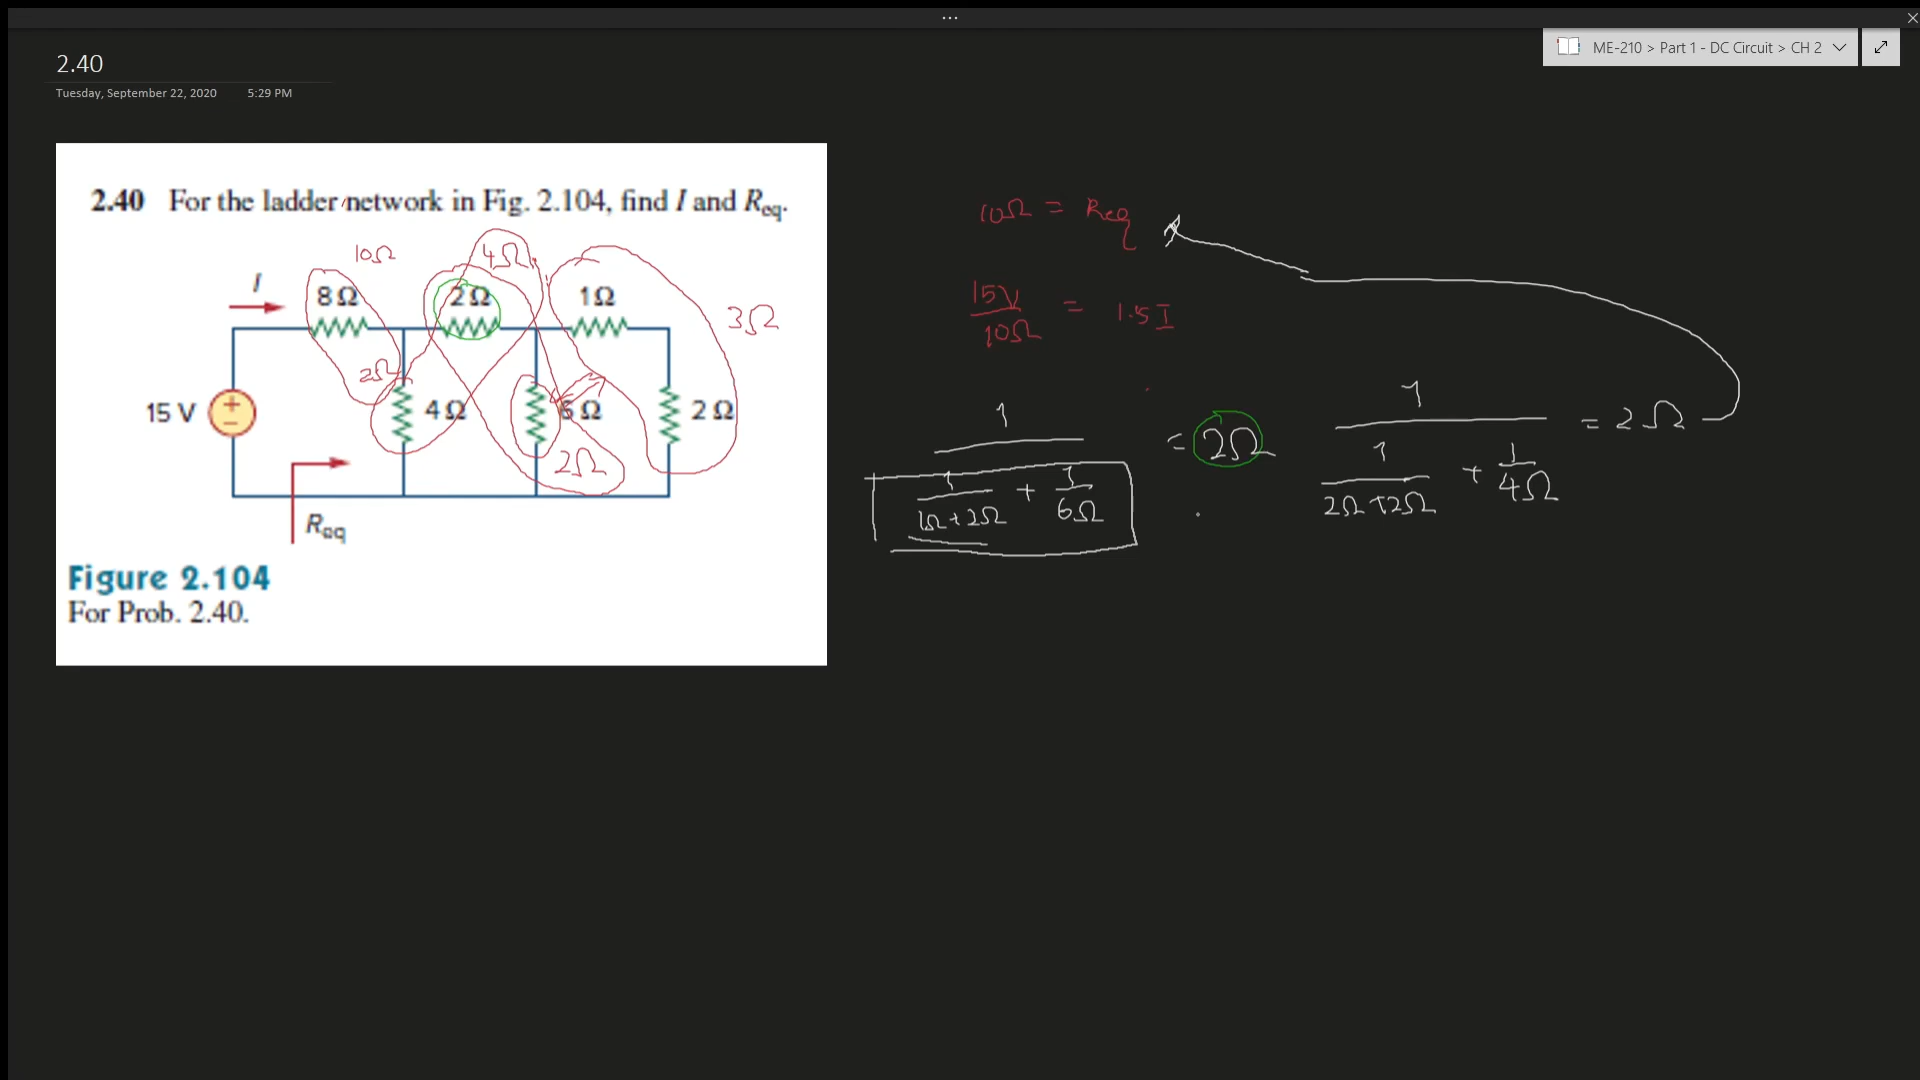 ...
ME-210 > Part 1 - DC Circuit > CH 2
2.40
Tuesday, September 22, 2020 5:29 PM
2.40 For the ladder network in Fig. 2.104, find I and Req.
10Ω
4Ω
I
8Ω
2Ω
1Ω
3Ω
2Ω
15 V
+
−
4Ω
6Ω
2Ω
2Ω
Req
Figure 2.104
For Prob. 2.40.
10Ω = Req
15V
= 1.5 I
10Ω
1
= 2Ω
1 1
+
1Ω+2Ω 6Ω
1
= 2Ω
1 1
+
2Ω+2Ω 4Ω